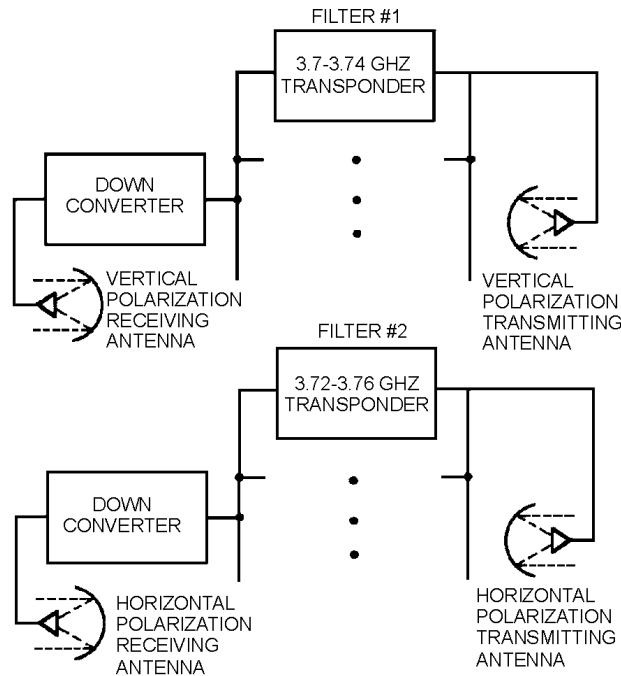 FILTER #1
3.7-3.74 GHZ
TRANSPONDER
DOWN
CONVERTER
VERTICAL
POLARIZATION
RECEIVING
ANTENNA
VERTICAL
POLARIZATION
TRANSMITTING
ANTENNA
FILTER #2
3.72-3.76 GHZ
TRANSPONDER
DOWN
CONVERTER
HORIZONTAL
POLARIZATION
RECEIVING
ANTENNA
HORIZONTAL
POLARIZATION
TRANSMITTING
ANTENNA